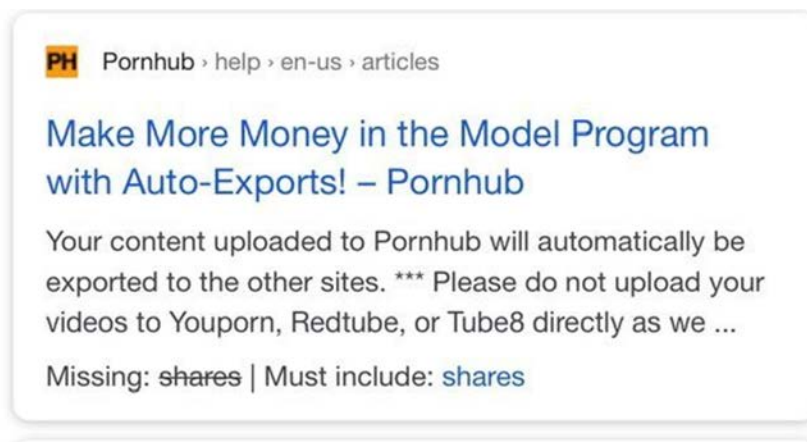 PH Pornhub › help › en-us › articles
Make More Money in the Model Program
with Auto-Exports! – Pornhub
Your content uploaded to Pornhub will automatically be
exported to the other sites. *** Please do not upload your
videos to Youporn, Redtube, or Tube8 directly as we ...
Missing: shares | Must include: shares